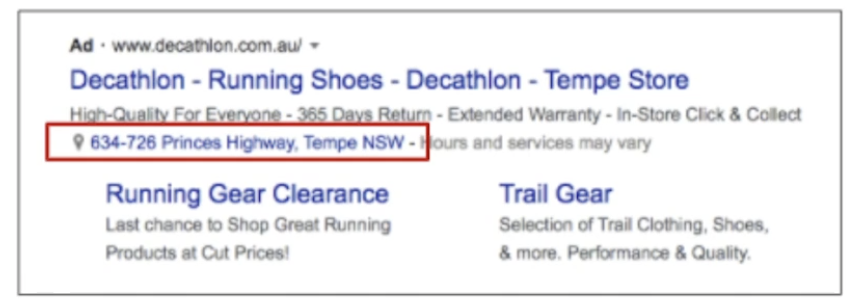 Ad · www.decathlon.com.au/
Decathlon - Running Shoes - Decathlon - Tempe Store
High-Quality For Everyone - 365 Days Return - Extended Warranty - In-Store Click & Collect
634-726 Princes Highway, Tempe NSW - Hours and services may vary
Running Gear Clearance
Last chance to Shop Great Running
Products at Cut Prices!
Trail Gear
Selection of Trail Clothing, Shoes,
& more. Performance & Quality.